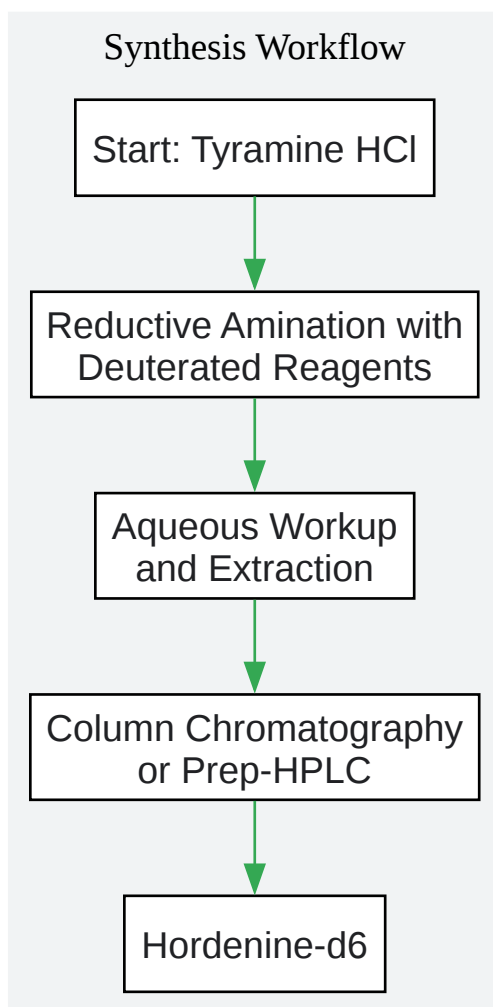 Synthesis Workflow
Start: Tyramine HCl
Reductive Amination with
Deuterated Reagents
Aqueous Workup
and Extraction
Column Chromatography
or Prep-HPLC
Hordenine-d6